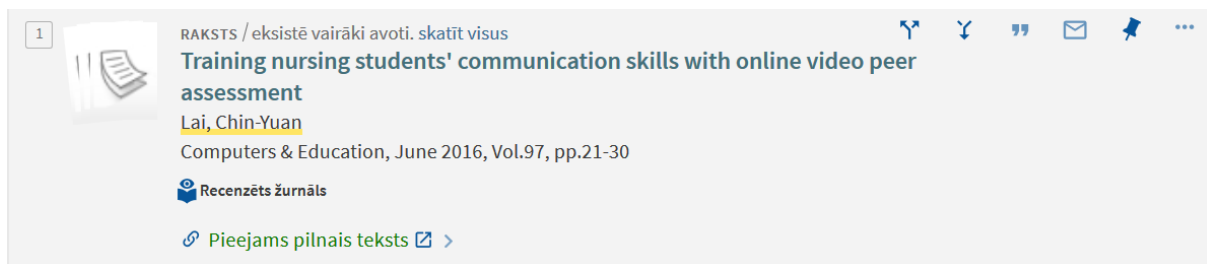 1
RAKSTS / eksistē vairāki avoti. skatīt visus
Training nursing students' communication skills with online video peer
assessment
Lai, Chin-Yuan
Computers & Education, June 2016, Vol.97, pp.21-30
Recenzēts žurnāls
Pieejams pilnais teksts